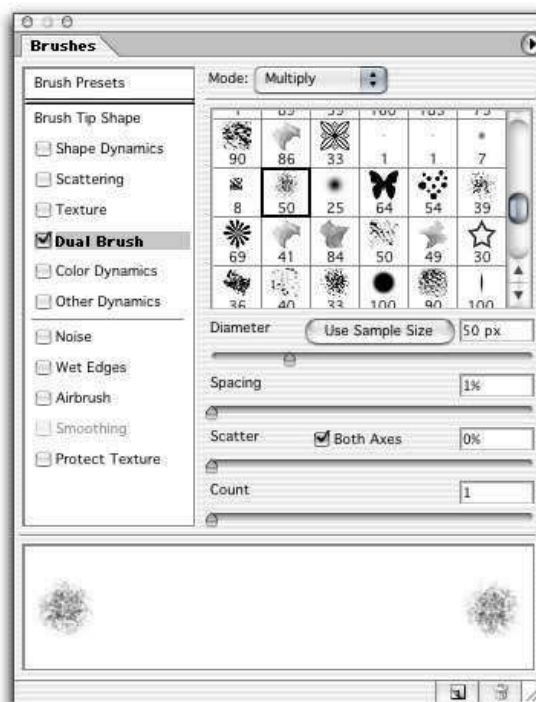 Brushes
Brush Presets
Brush Tip Shape
Shape Dynamics
Scattering
Texture
Dual Brush
Color Dynamics
Other Dynamics
Noise
Wet Edges
Airbrush
Smoothing
Protect Texture
Mode: Multiply
90 86 33 1 1 7
8 50 25 64 54 39
69 41 84 50 49 30
36 40 33 100 90 100
Diameter Use Sample Size 50 px
Spacing 1%
Scatter Both Axes 0%
Count 1